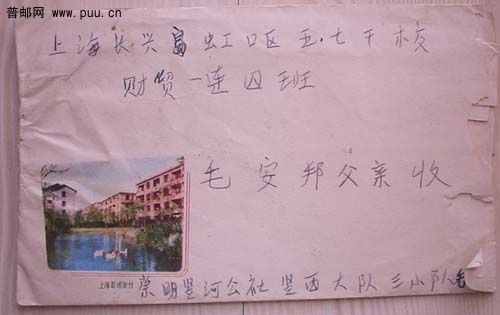 普邮网 www.puu.cn
上海长兴岛虹口区五·七干校
财贸一连四班
毛安邦父亲收
上海彭浦新村
崇明竖河公社竖西大队三小队